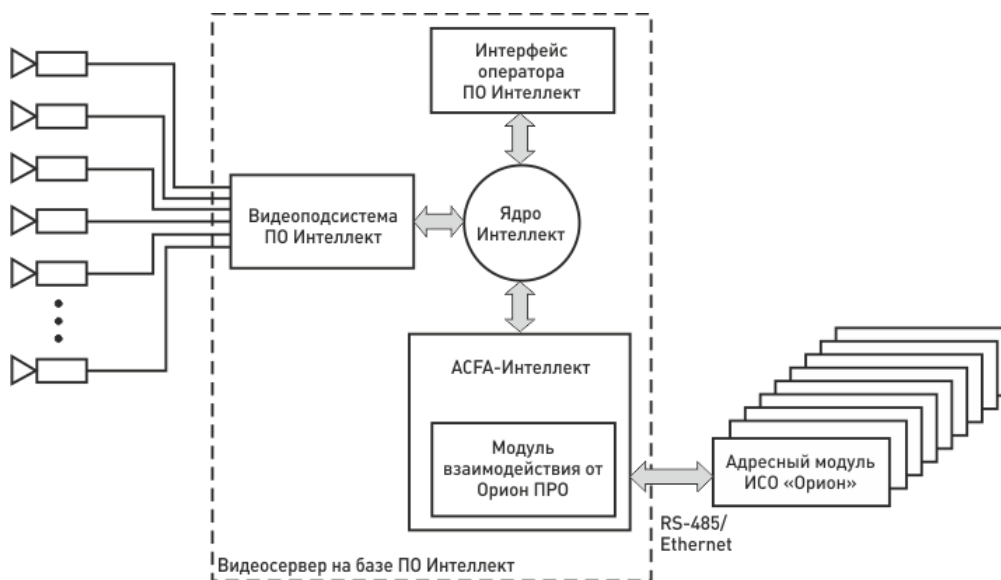 Интерфейс
оператора
ПО Интеллект
Видеоподсистема
ПО Интеллект
Ядро
Интеллект
ACFA-Интеллект
Модуль
взаимодействия от
Орион ПРО
Адресный модуль
ИСО «Орион»
RS-485/
Ethernet
Видеосервер на базе ПО Интеллект